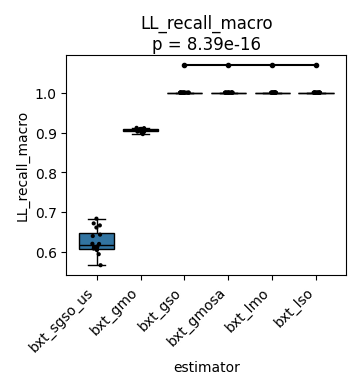 LL_recall_macro
p = 8.39e-16
LL_recall_macro
1.0
0.9
0.8
0.7
0.6
bxt_sgso_us
bxt_gmo
bxt_gso
bxt_gmosa
bxt_lmo
bxt_lso
estimator